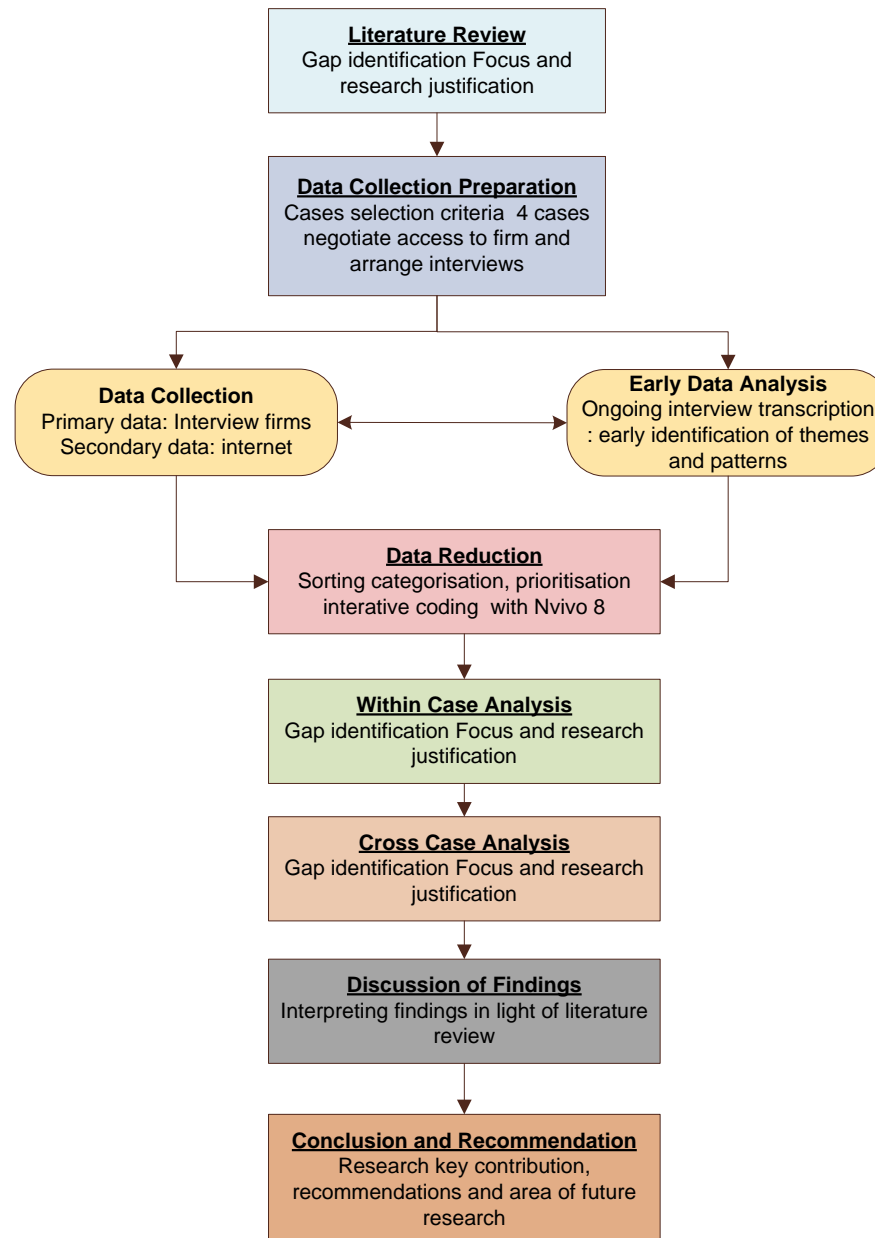 Literature Review
Gap identification Focus and
research justification
Data Collection Preparation
Cases selection criteria  4 cases
negotiate access to firm and
arrange interviews
Data Collection
Primary data: Interview firms
Secondary data: internet
Early Data Analysis
Ongoing interview transcription
: early identification of themes
and patterns
Data Reduction
Sorting categorisation, prioritisation
interative coding  with Nvivo 8
Within Case Analysis
Gap identification Focus and research
justification
Cross Case Analysis
Gap identification Focus and research
justification
Discussion of Findings
Interpreting findings in light of literature
review
Conclusion and Recommendation
Research key contribution,
recommendations and area of future
research